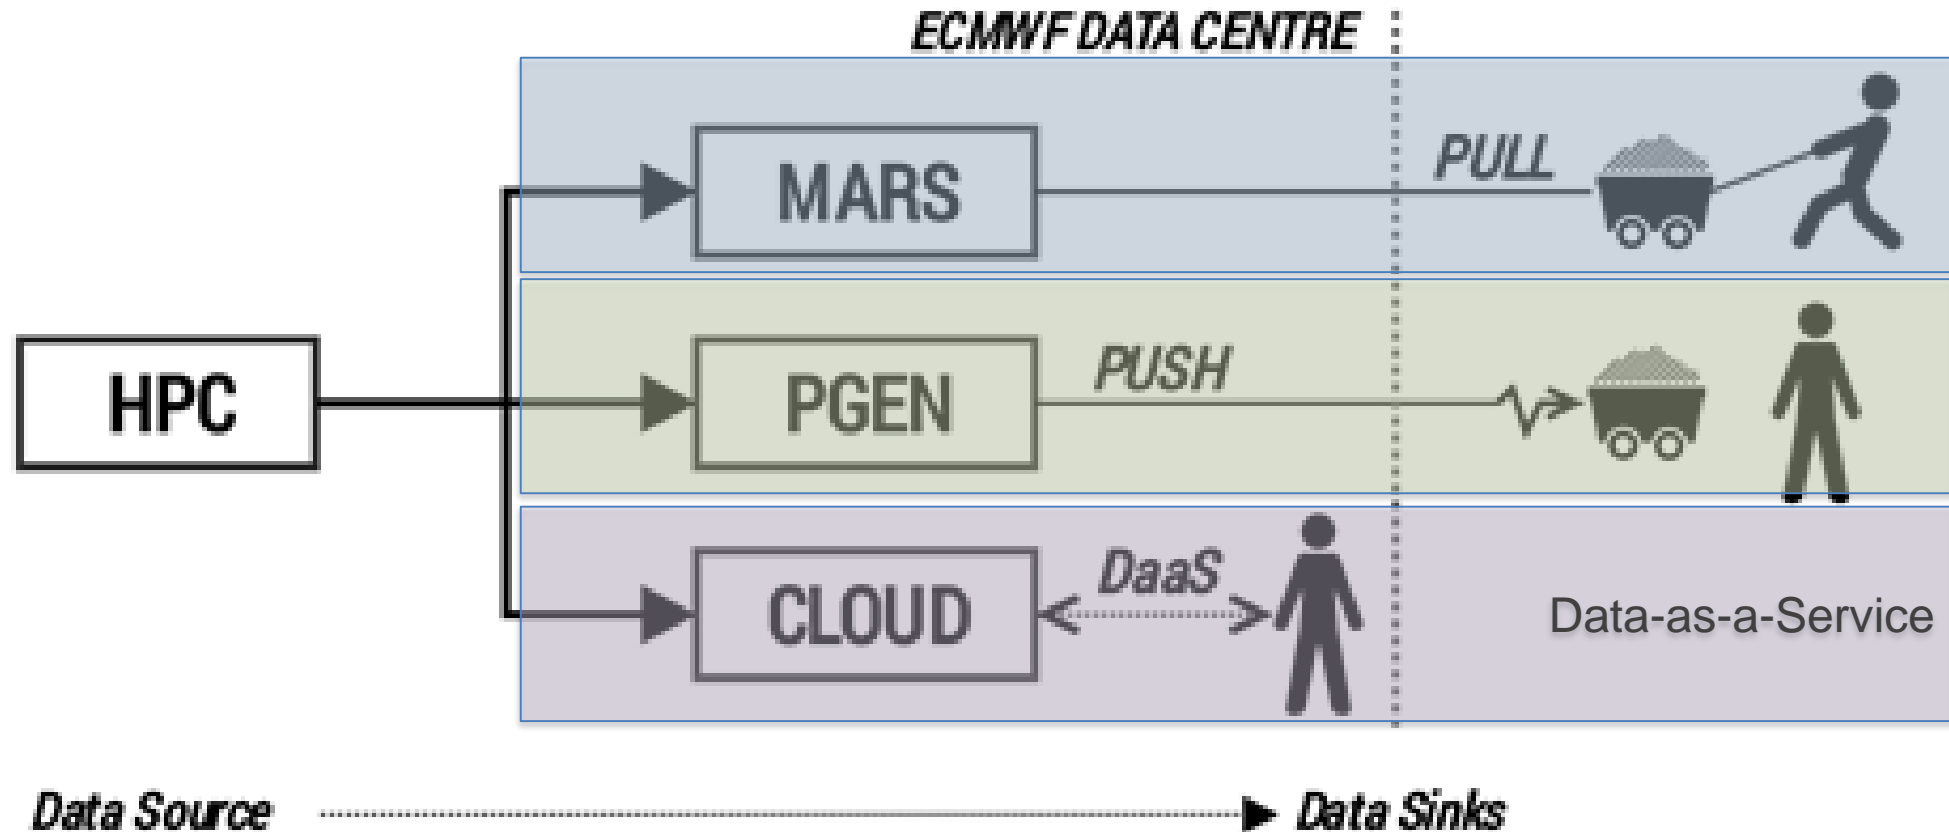 ECMWF DATA CENTRE
MARS
PULL
HPC
PGEN
PUSH
CLOUD
DaaS
Data-as-a-Service
Data Source
Data Sinks